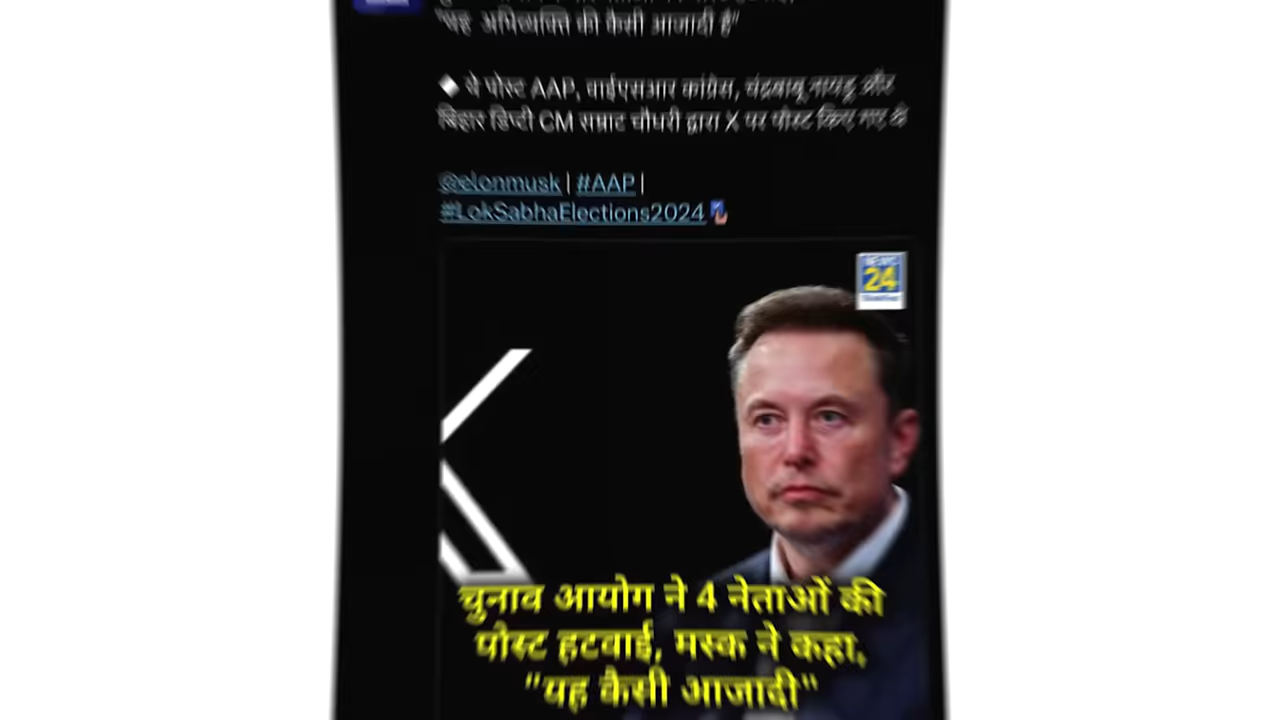 "यह अभिव्यक्ति की कैसी आजादी है"
◆ ये पोस्ट AAP, वाईएसआर कांग्रेस, चंद्रबाबू नायडू और
बिहार डिप्टी CM सम्राट चौधरी द्वारा X पर पोस्ट किए गए थे
@elonmusk | #AAP |
#LokSabhaElections2024
NEWS
24
चुनाव आयोग ने 4 नेताओं की
पोस्ट हटवाई, मस्क ने कहा,
"यह कैसी आजादी"